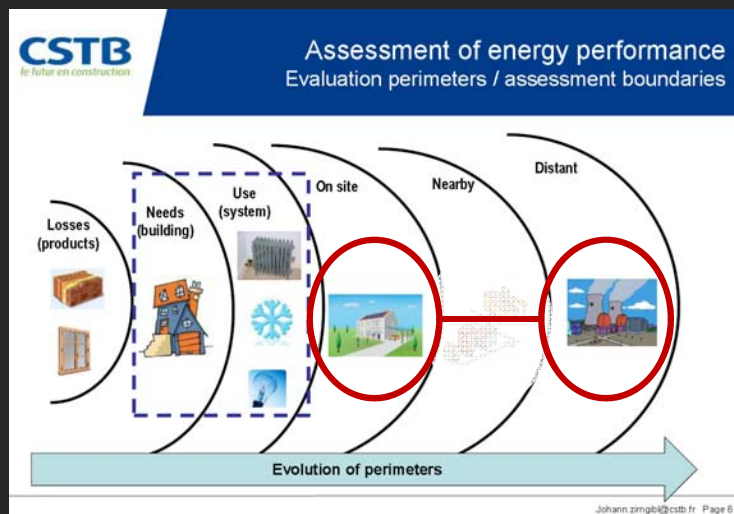 CSTB
le futur en construction
Assessment of energy performance
Evaluation perimeters / assessment boundaries
Losses
(products)
Needs
(building)
Use
(system)
On site
Nearby
Distant
Evolution of perimeters
Johann.zirngibl@cstb.fr Page 6